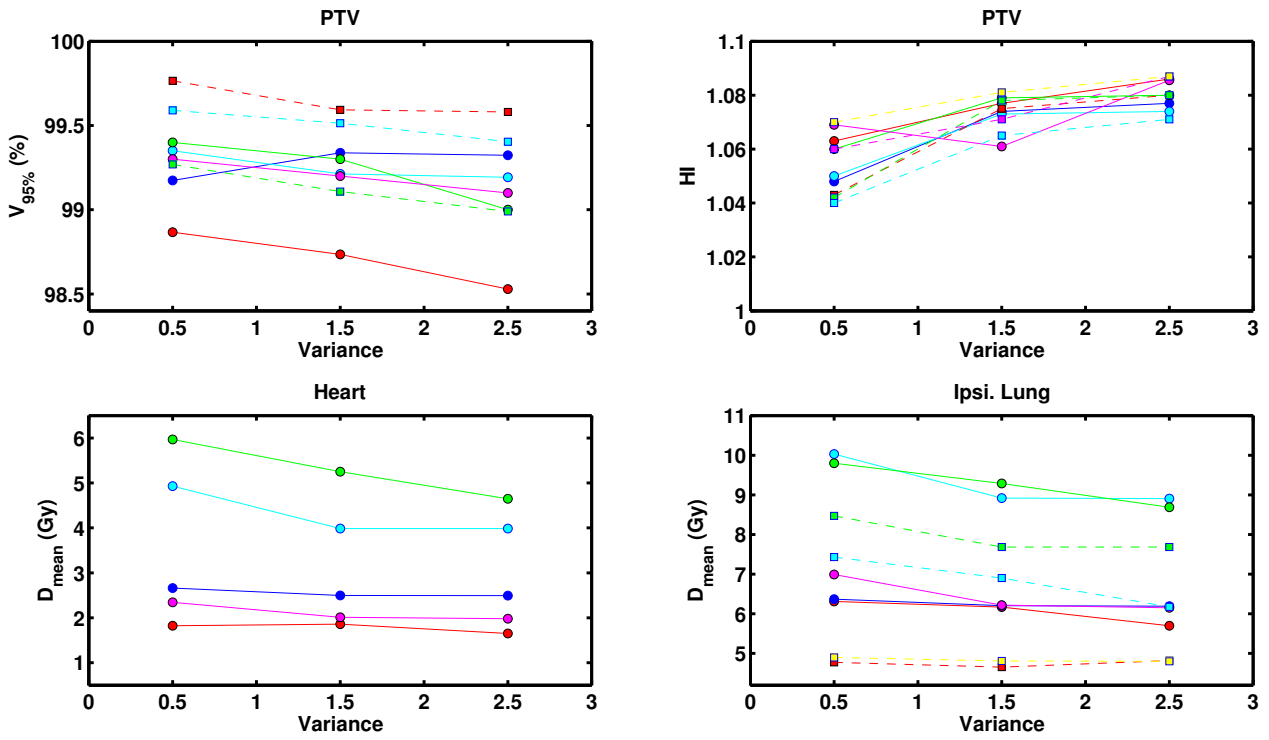 PTV
100
99.5
99
98.5
V95% (%)
0 0.5 1 1.5 2 2.5 3
Variance
PTV
1.1
1.08
1.06
1.04
1.02
1
HI
0 0.5 1 1.5 2 2.5 3
Variance
Heart
6
5
4
3
2
1
Dmean (Gy)
0 0.5 1 1.5 2 2.5 3
Variance
Ipsi. Lung
11
10
9
8
7
6
5
Dmean (Gy)
0 0.5 1 1.5 2 2.5 3
Variance